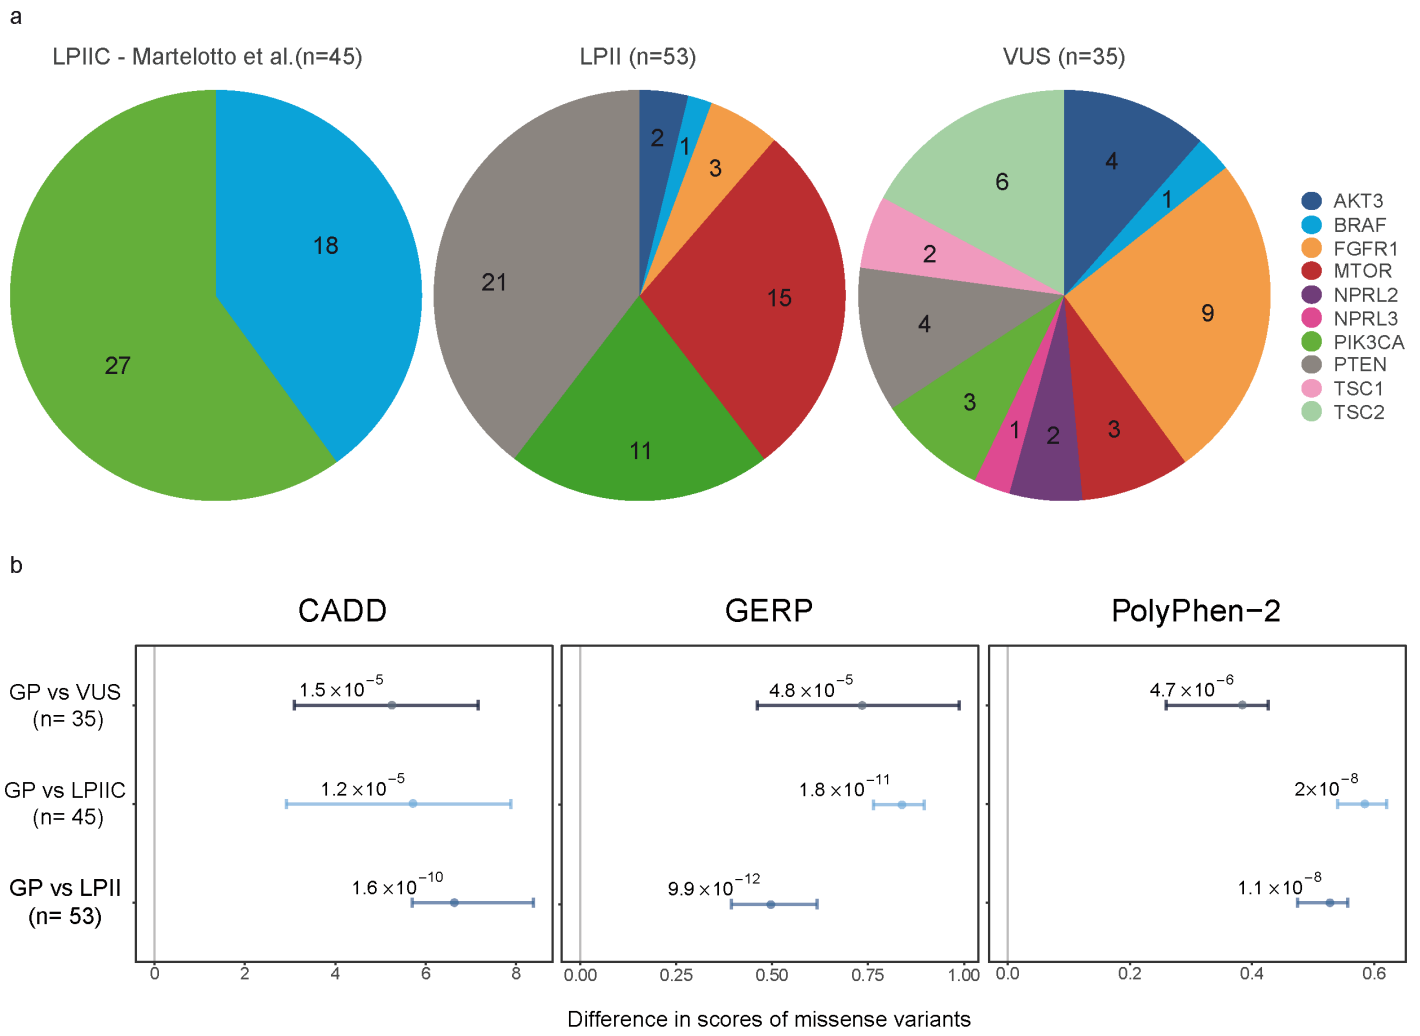 a
LPIIC - Martelotto et al.(n=45)
LPII (n=53)
VUS (n=35)
18
27
2
1
3
15
11
21
4
1
9
3
2
1
3
4
2
6
AKT3
BRAF
FGFR1
MTOR
NPRL2
NPRL3
PIK3CA
PTEN
TSC1
TSC2
b
CADD
GERP
PolyPhen−2
GP vs VUS
(n= 35)
1.5×10⁻⁵
4.8×10⁻⁵
4.7×10⁻⁶
GP vs LPIIC
(n= 45)
1.2×10⁻⁵
1.8×10⁻¹¹
2×10⁻⁸
GP vs LPII
(n= 53)
1.6×10⁻¹⁰
9.9×10⁻¹²
1.1×10⁻⁸
0 2 4 6 8
0.00 0.25 0.50 0.75 1.00
0.0 0.2 0.4 0.6
Difference in scores of missense variants